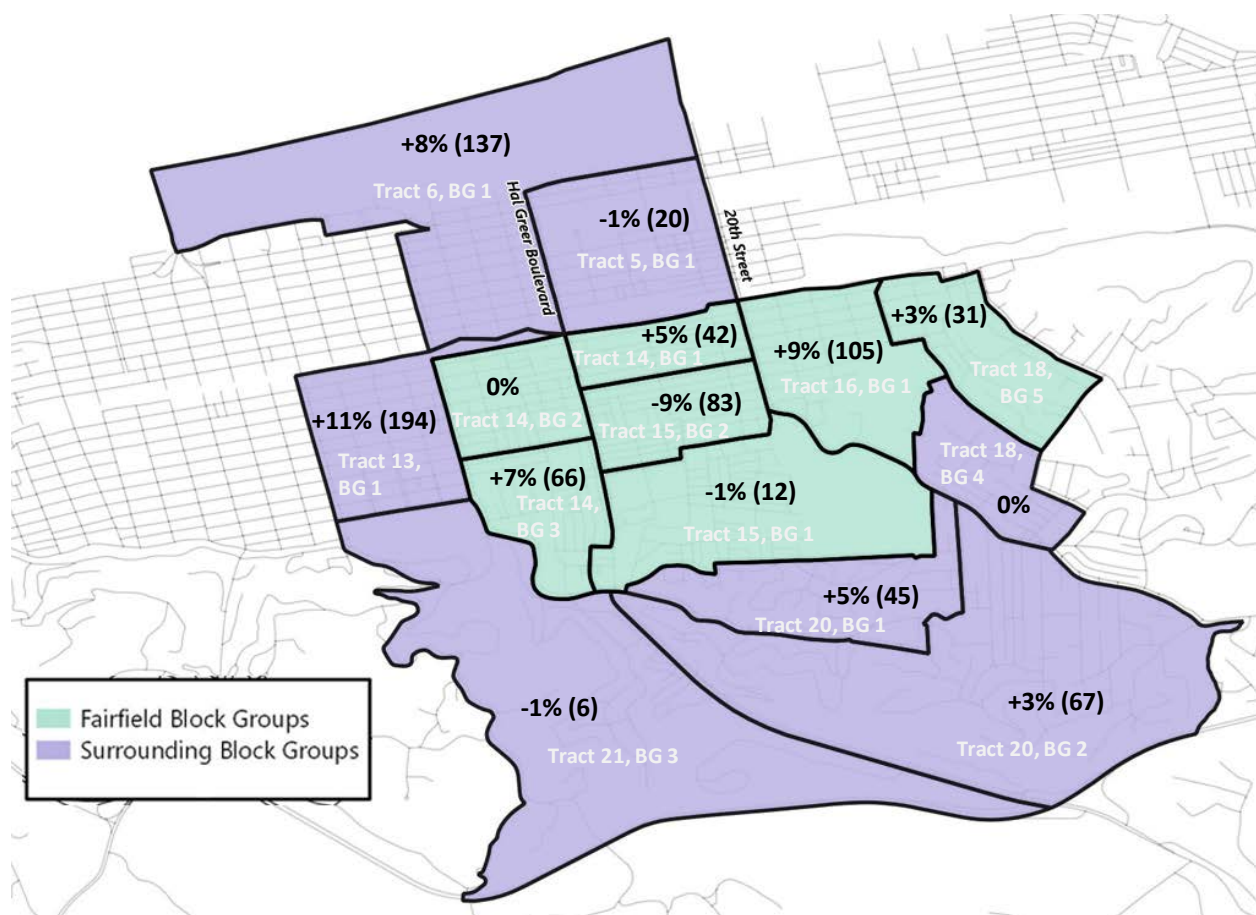 +8% (137)
Tract 6, BG 1
Hal Greer Boulevard
-1% (20)
Tract 5, BG 1
20th Street
+3% (31)
Tract 18,
BG 5
+5% (42)
Tract 14, BG 1
+9% (105)
Tract 16, BG 1
0%
Tract 14, BG 2
-9% (83)
Tract 15, BG 2
+11% (194)
Tract 13,
BG 1
Tract 18,
BG 4
0%
+7% (66)
Tract 14,
BG 3
-1% (12)
Tract 15, BG 1
+5% (45)
Tract 20, BG 1
-1% (6)
Tract 21, BG 3
+3% (67)
Tract 20, BG 2
Fairfield Block Groups
Surrounding Block Groups